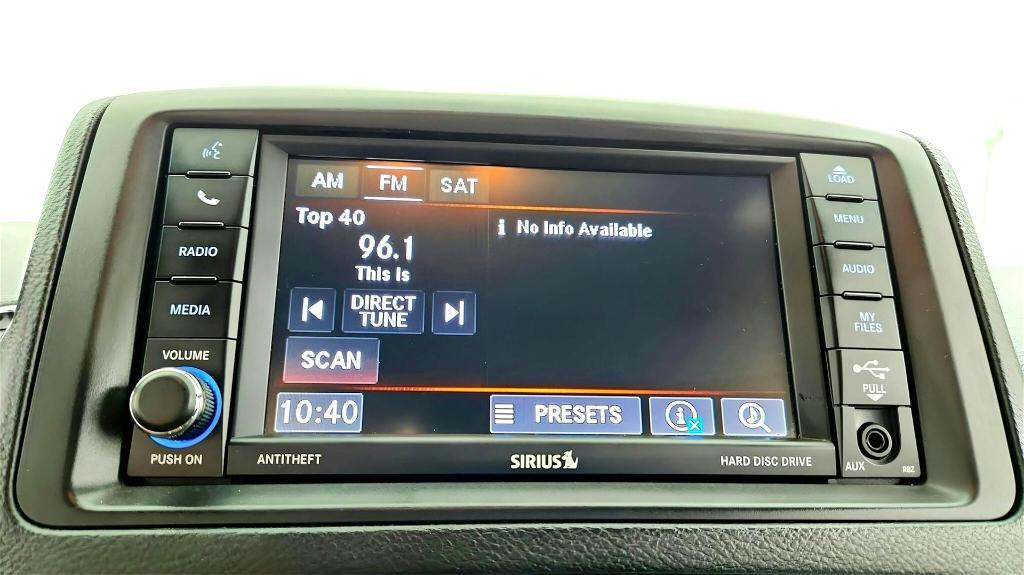 RADIO
MEDIA
VOLUME
PUSH ON
AM FM SAT
Top 40
96.1
This Is
DIRECT
TUNE
SCAN
i No Info Available
10:40
PRESETS
i
ANTITHEFT
SIRIUS
HARD DISC DRIVE
LOAD
MENU
AUDIO
MY
FILES
PULL
AUX
RBZ